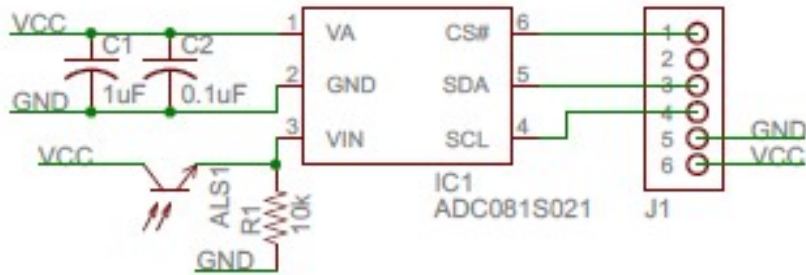 VCC
C1
C2
1uF
0.1uF
GND
1
VA
CS#
6
2
GND
SDA
5
3
VIN
SCL
4
IC1
ADC081S021
VCC
ALS1
R1
10k
GND
1
2
3
4
5
6
GND
VCC
J1